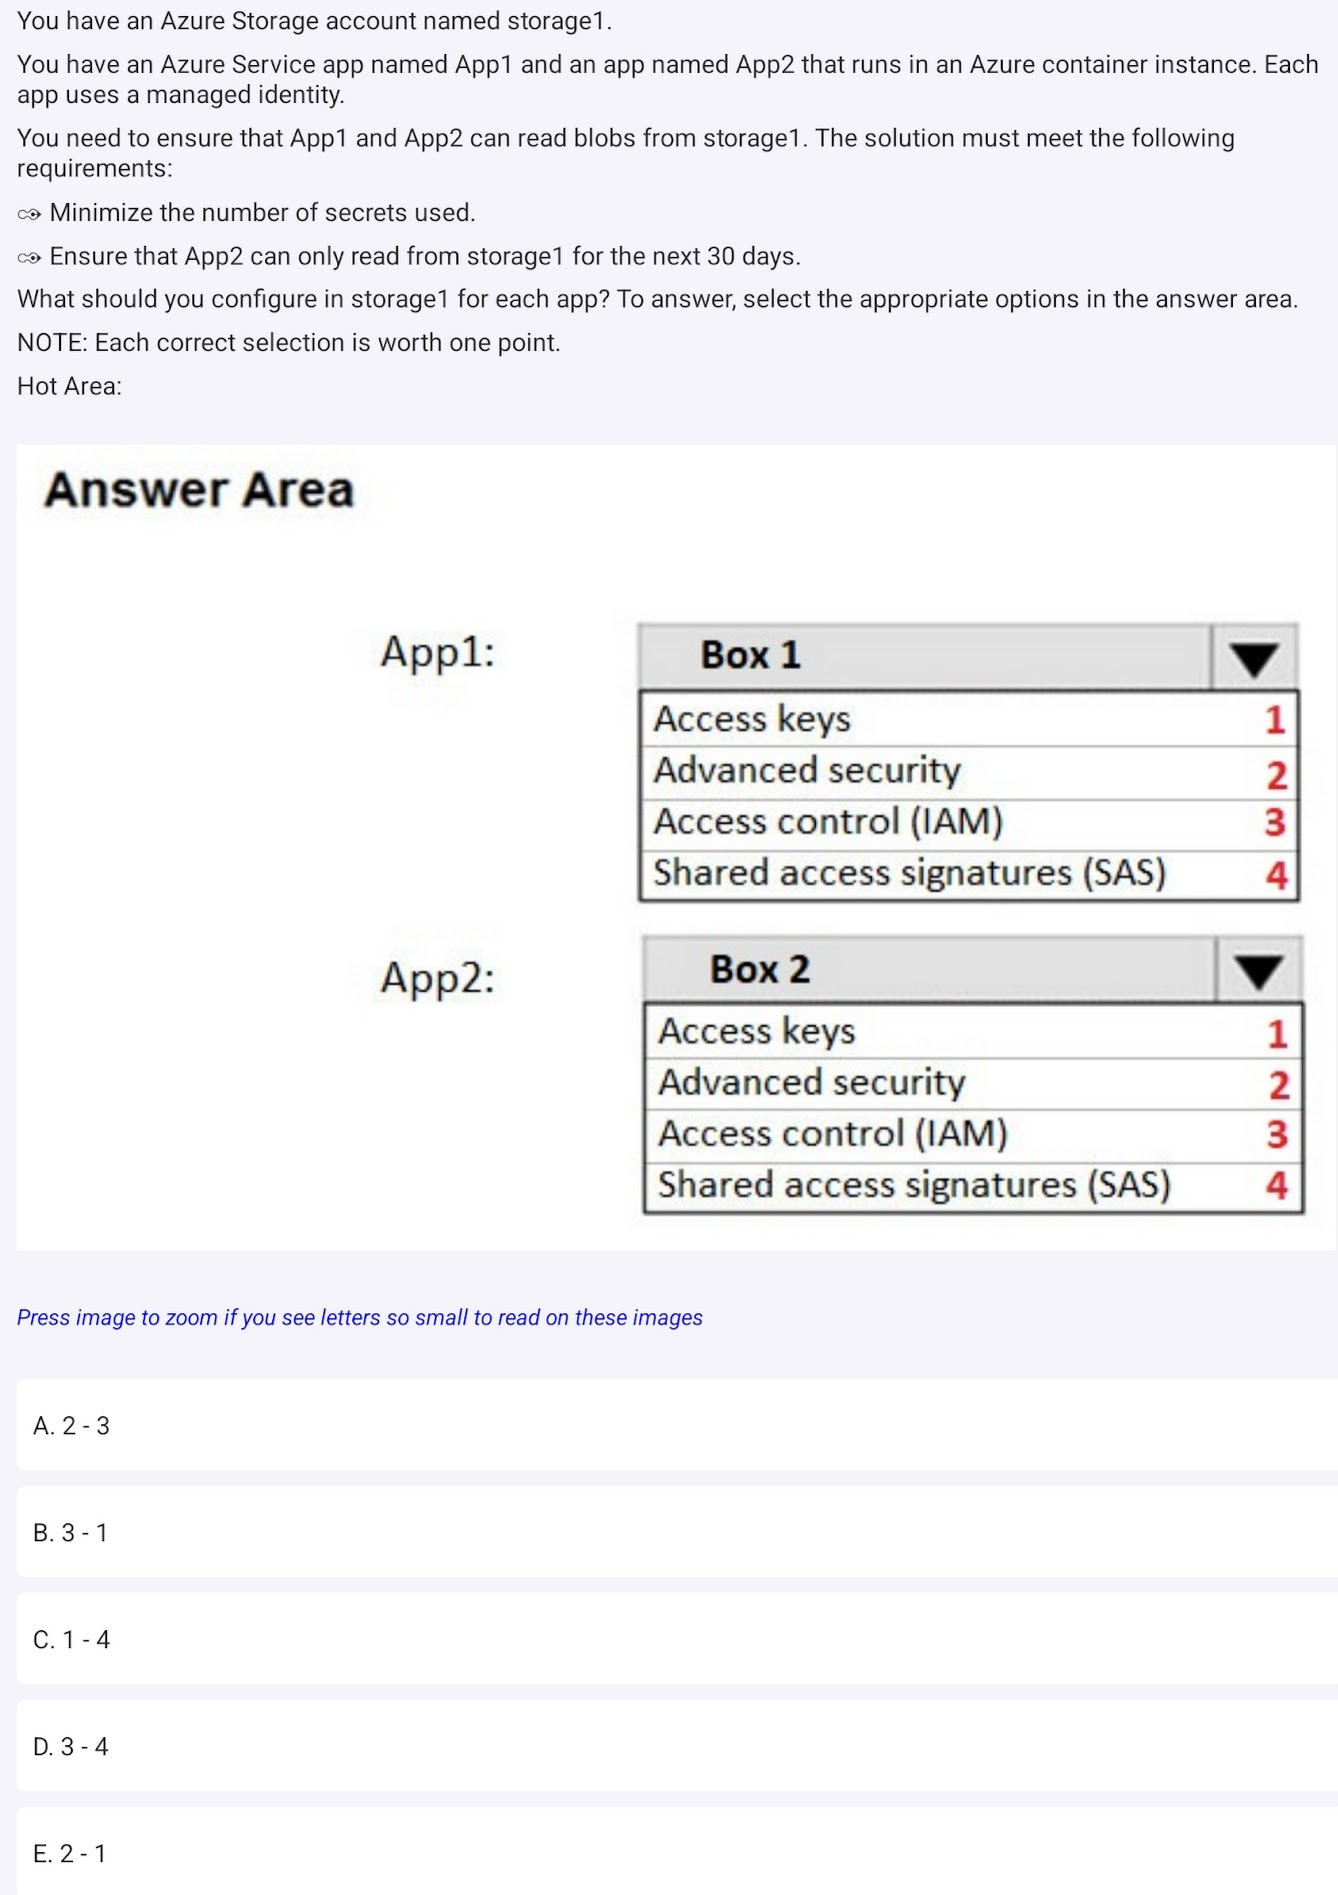 You have an Azure Storage account named storage1.
You have an Azure Service app named App1 and an app named App2 that runs in an Azure container instance. Each
app uses a managed identity.
You need to ensure that App1 and App2 can read blobs from storage1. The solution must meet the following
requirements:
Minimize the number of secrets used.
Ensure that App2 can only read from storage1 for the next 30 days.
What should you configure in storage1 for each app? To answer, select the appropriate options in the answer area.
NOTE: Each correct selection is worth one point.
Hot Area:
Answer Area
App1:
Box 1
Access keys 1
Advanced security 2
Access control (IAM) 3
Shared access signatures (SAS) 4
App2:
Box 2
Access keys 1
Advanced security 2
Access control (IAM) 3
Shared access signatures (SAS) 4
Press image to zoom if you see letters so small to read on these images
A. 2 - 3
B. 3 - 1
C. 1 - 4
D. 3 - 4
E. 2 - 1